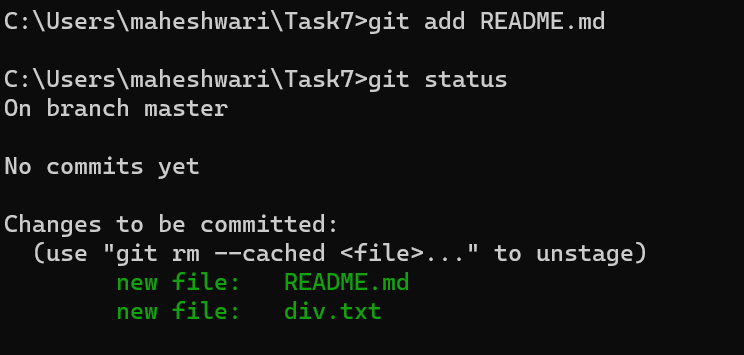 C:\Users\maheshwari\Task7>git add README.md
C:\Users\maheshwari\Task7>git status
On branch master
No commits yet
Changes to be committed:
  (use "git rm --cached <file>..." to unstage)
        new file:   README.md
        new file:   div.txt